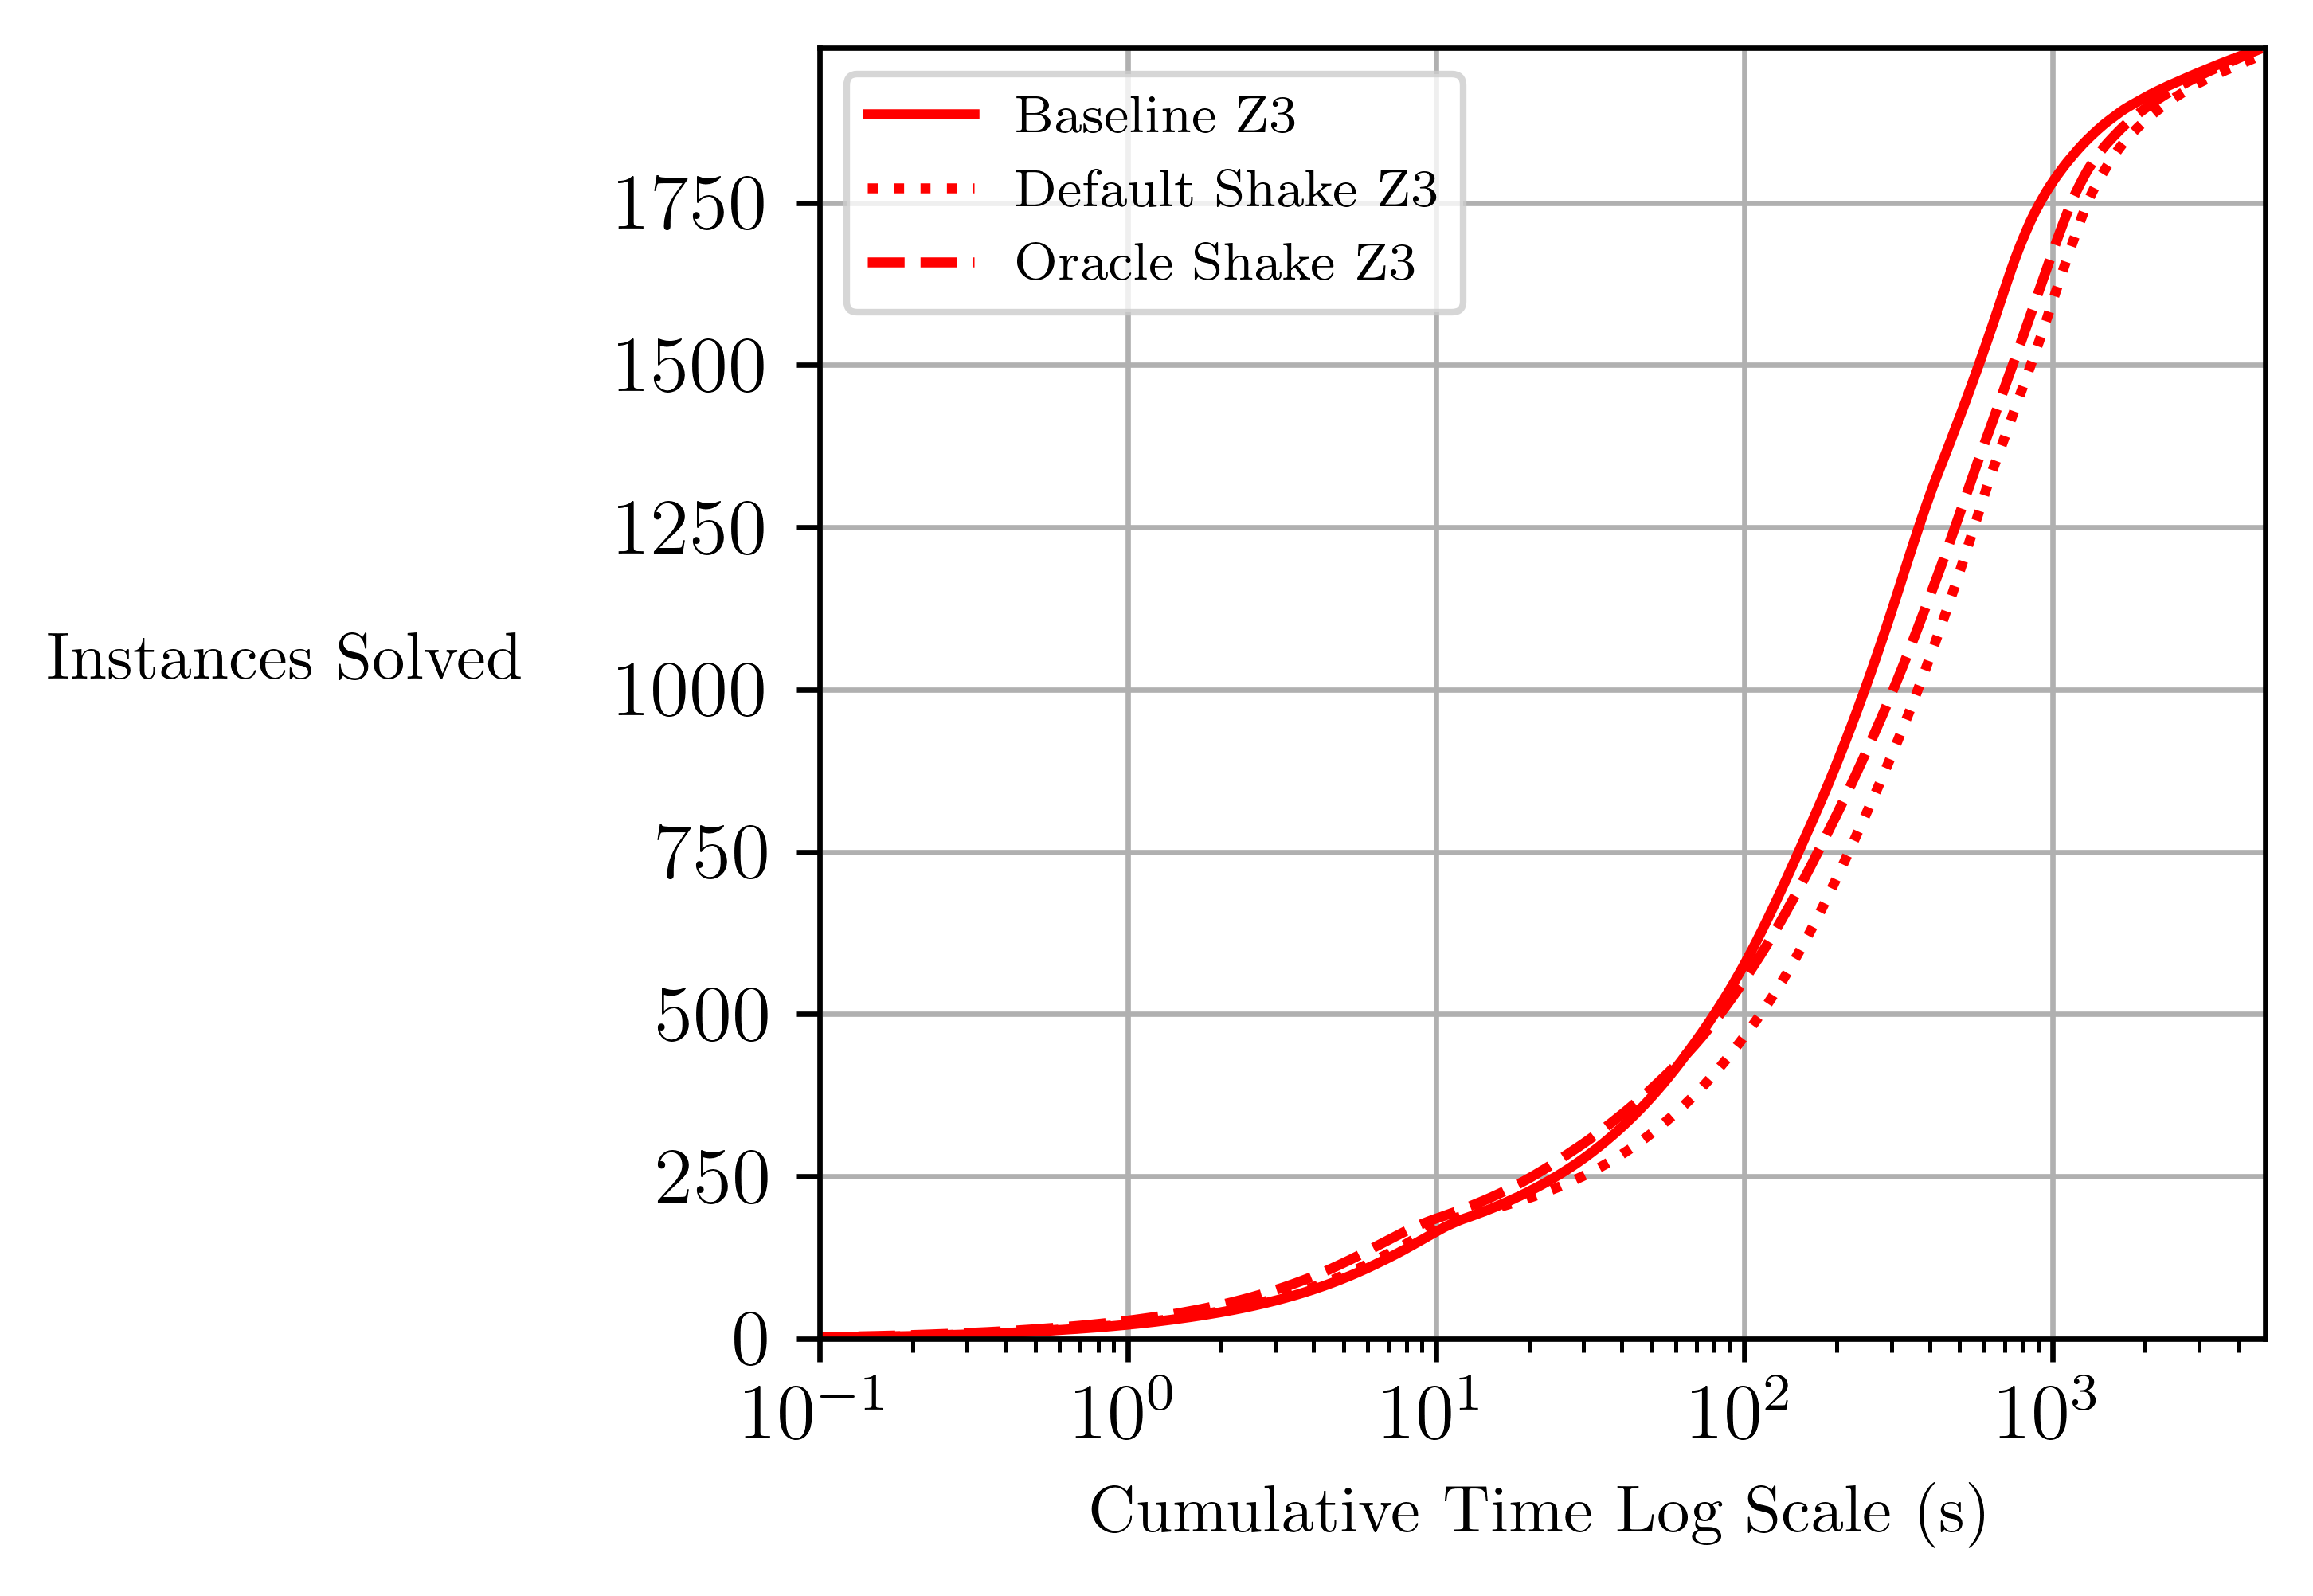 Baseline Z3
Default Shake Z3
Oracle Shake Z3
1750
1500
1250
1000
750
500
250
0
Instances Solved
10⁻¹ 10⁰ 10¹ 10² 10³
Cumulative Time Log Scale (s)